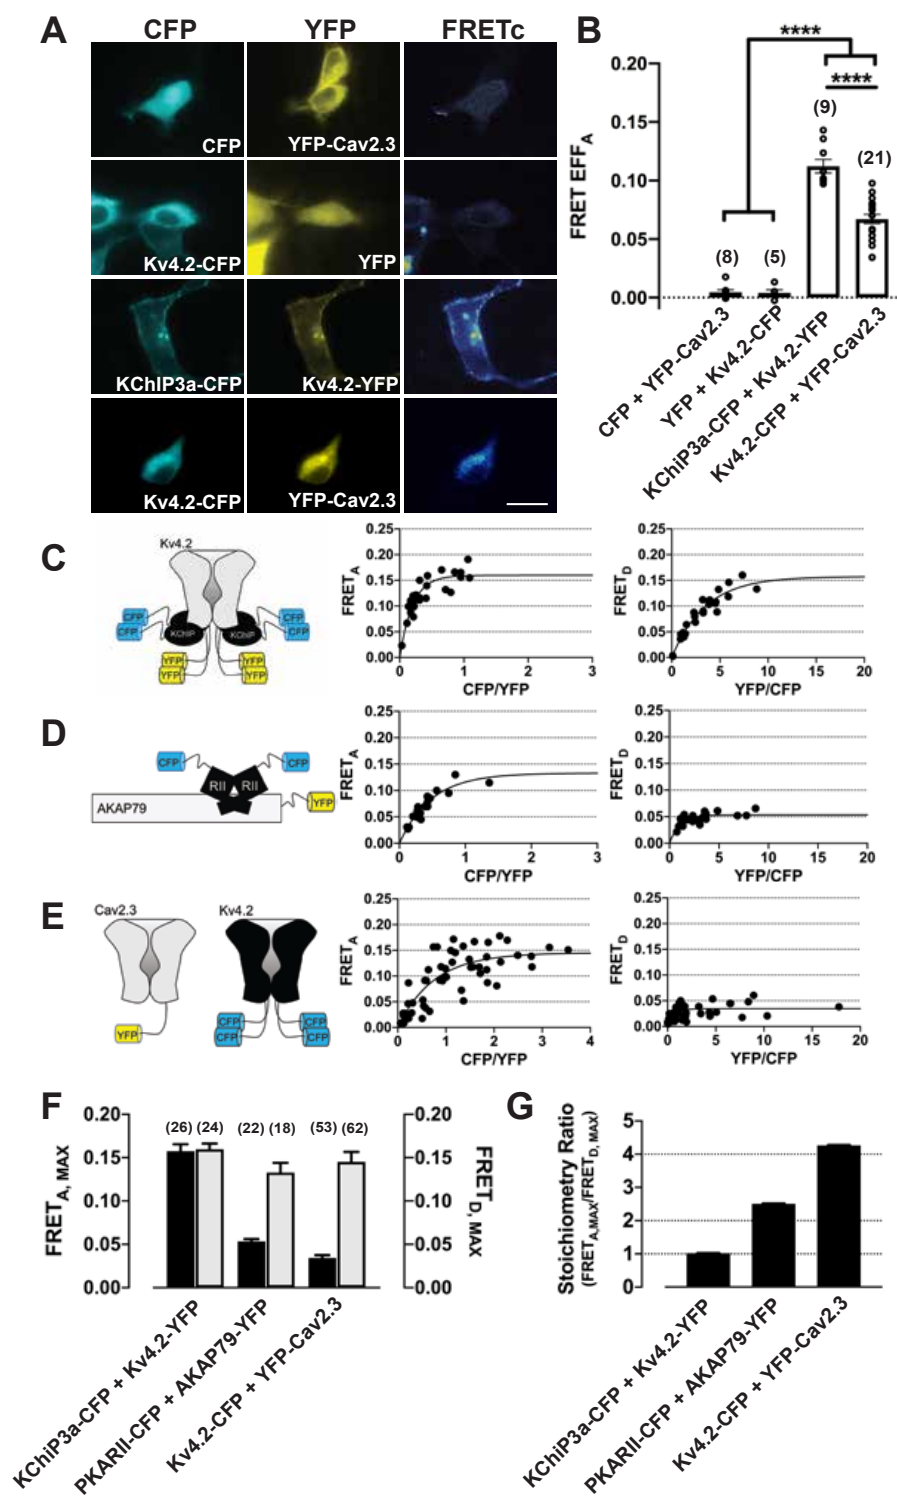 A
CFP
YFP
FRETc
CFP
YFP-Cav2.3
Kv4.2-CFP
YFP
KChIP3a-CFP
Kv4.2-YFP
Kv4.2-CFP
YFP-Cav2.3
B
****
****
(9)
(21)
(8)
(5)
FRET EFFA
0.20
0.15
0.10
0.05
0.00
CFP + YFP-Cav2.3
YFP + Kv4.2-CFP
KChiP3a-CFP + Kv4.2-YFP
Kv4.2-CFP + YFP-Cav2.3
C
Kv4.2
CFP
CFP
CFP
CFP
KChIP
KChIP
YFP
YFP
YFP
YFP
FRETA
0.25
0.20
0.15
0.10
0.05
0.00
0 1 2 3
CFP/YFP
FRETD
0.25
0.20
0.15
0.10
0.05
0.00
0 5 10 15 20
YFP/CFP
D
CFP
CFP
RII
RII
AKAP79
YFP
FRETA
0.25
0.20
0.15
0.10
0.05
0.00
0 1 2 3
CFP/YFP
FRETD
0.25
0.20
0.15
0.10
0.05
0.00
0 5 10 15 20
YFP/CFP
E
Cav2.3
Kv4.2
YFP
CFP
CFP
CFP
CFP
FRETA
0.25
0.20
0.15
0.10
0.05
0.00
0 1 2 3 4
CFP/YFP
FRETD
0.25
0.20
0.15
0.10
0.05
0.00
0 5 10 15 20
YFP/CFP
F
FRETA, MAX
0.20
0.15
0.10
0.05
0.00
(26) (24) (22) (18) (53) (62)
0.20
0.15
0.10
0.05
0.00
FRETD, MAX
KChiP3a-CFP + Kv4.2-YFP
PKARII-CFP + AKAP79-YFP
Kv4.2-CFP + YFP-Cav2.3
G
Stoichiometry Ratio
(FRETA,MAX/FRETD, MAX)
5
4
3
2
1
0
KChiP3a-CFP + Kv4.2-YFP
PKARII-CFP + AKAP79-YFP
Kv4.2-CFP + YFP-Cav2.3